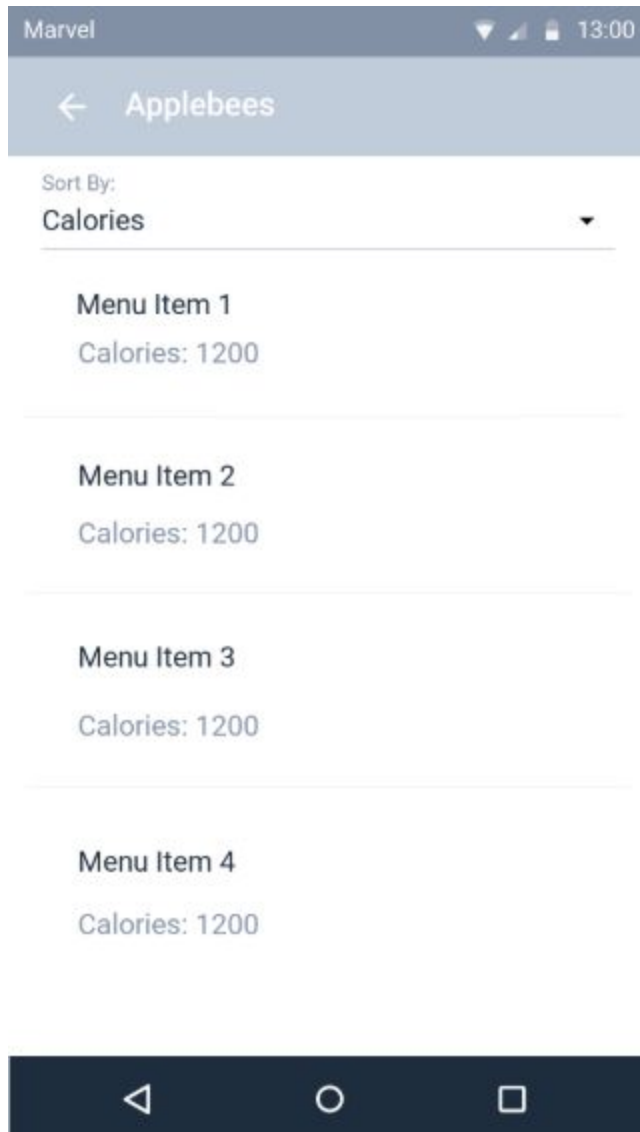 Marvel 13:00
Applebees
Sort By:
Calories
Menu Item 1
Calories: 1200
Menu Item 2
Calories: 1200
Menu Item 3
Calories: 1200
Menu Item 4
Calories: 1200